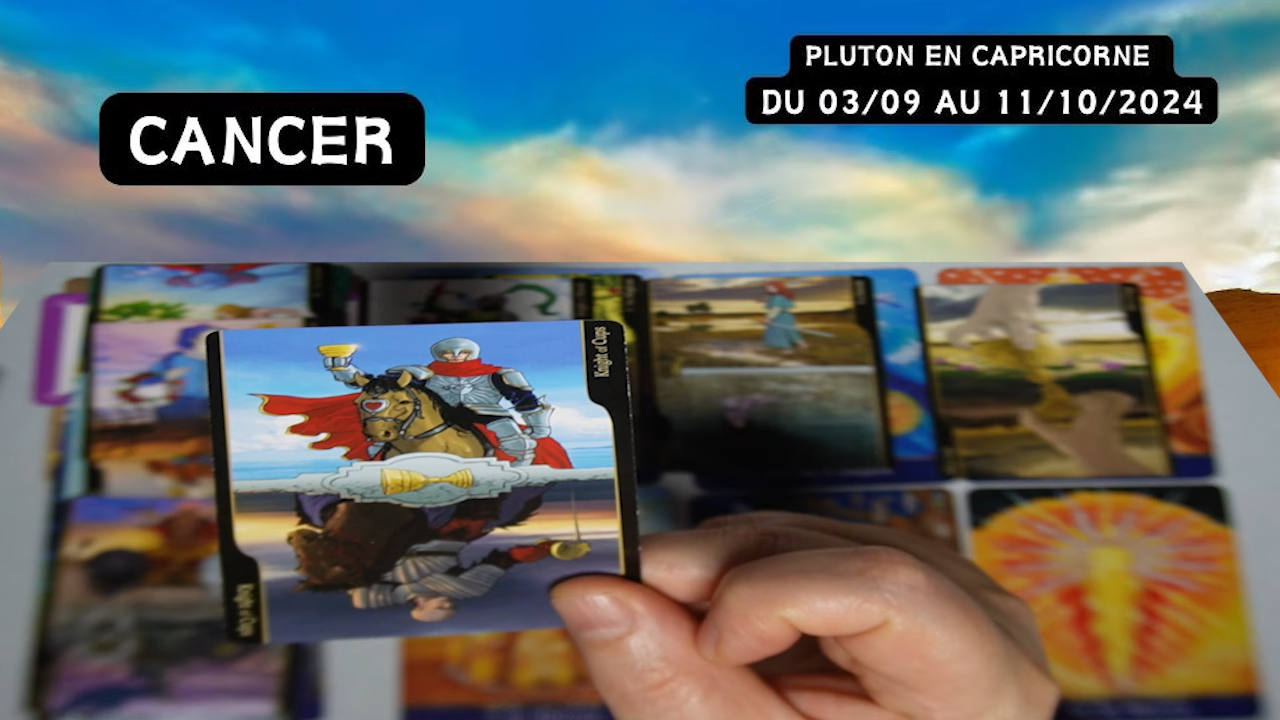 PLUTON EN CAPRICORNE
DU 03/09 AU 11/10/2024
CANCER
Knight of Cups
Knight of Cups